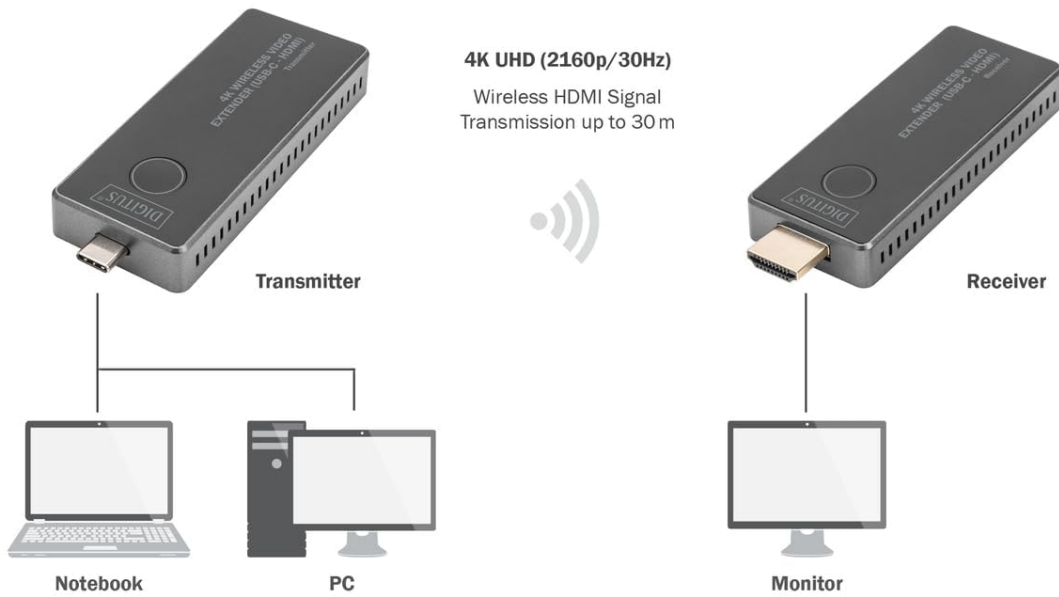 4K WIRELESS VIDEO
EXTENDER (USB-C - HDMI)
Transmitter
DIGITUS®
Transmitter
4K UHD (2160p/30Hz)
Wireless HDMI Signal
Transmission up to 30 m
4K WIRELESS VIDEO
EXTENDER (USB-C - HDMI)
Receiver
DIGITUS®
Receiver
Notebook
PC
Monitor